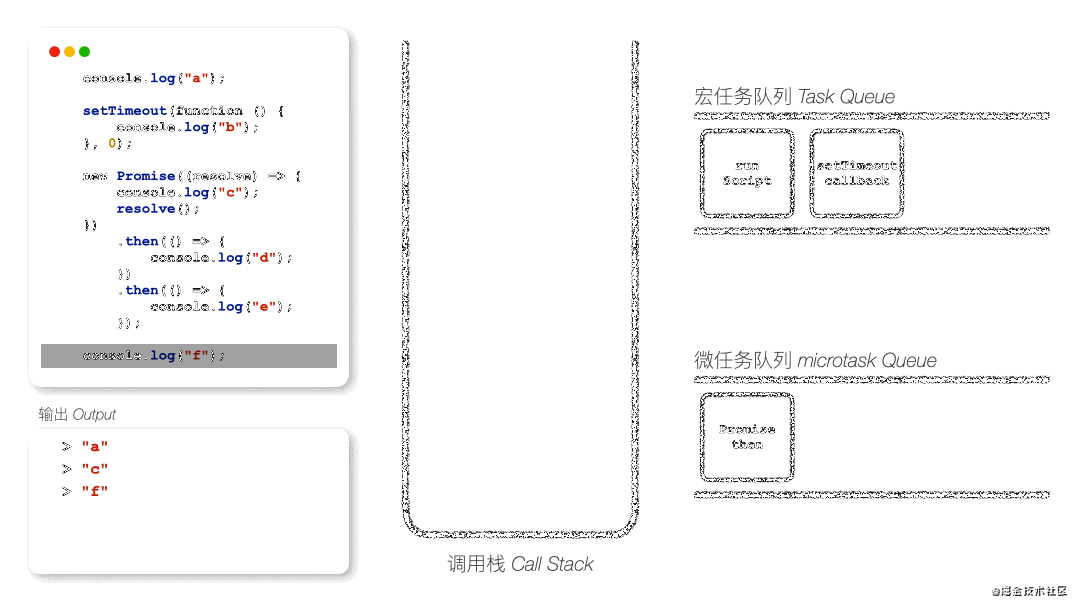 console.log("a");
setTimeout(function () {
console.log("b");
}, 0);
new Promise((resolve) => {
console.log("c");
resolve();
})
.then(() => {
console.log("d");
})
.then(() => {
console.log("e");
});
console.log("f");
输出 Output
> "a"
> "c"
> "f"
调用栈 Call Stack
宏任务队列 Task Queue
run
Script
setTimeout
callback
微任务队列 microtask Queue
Promise
then
@掘金技术社区